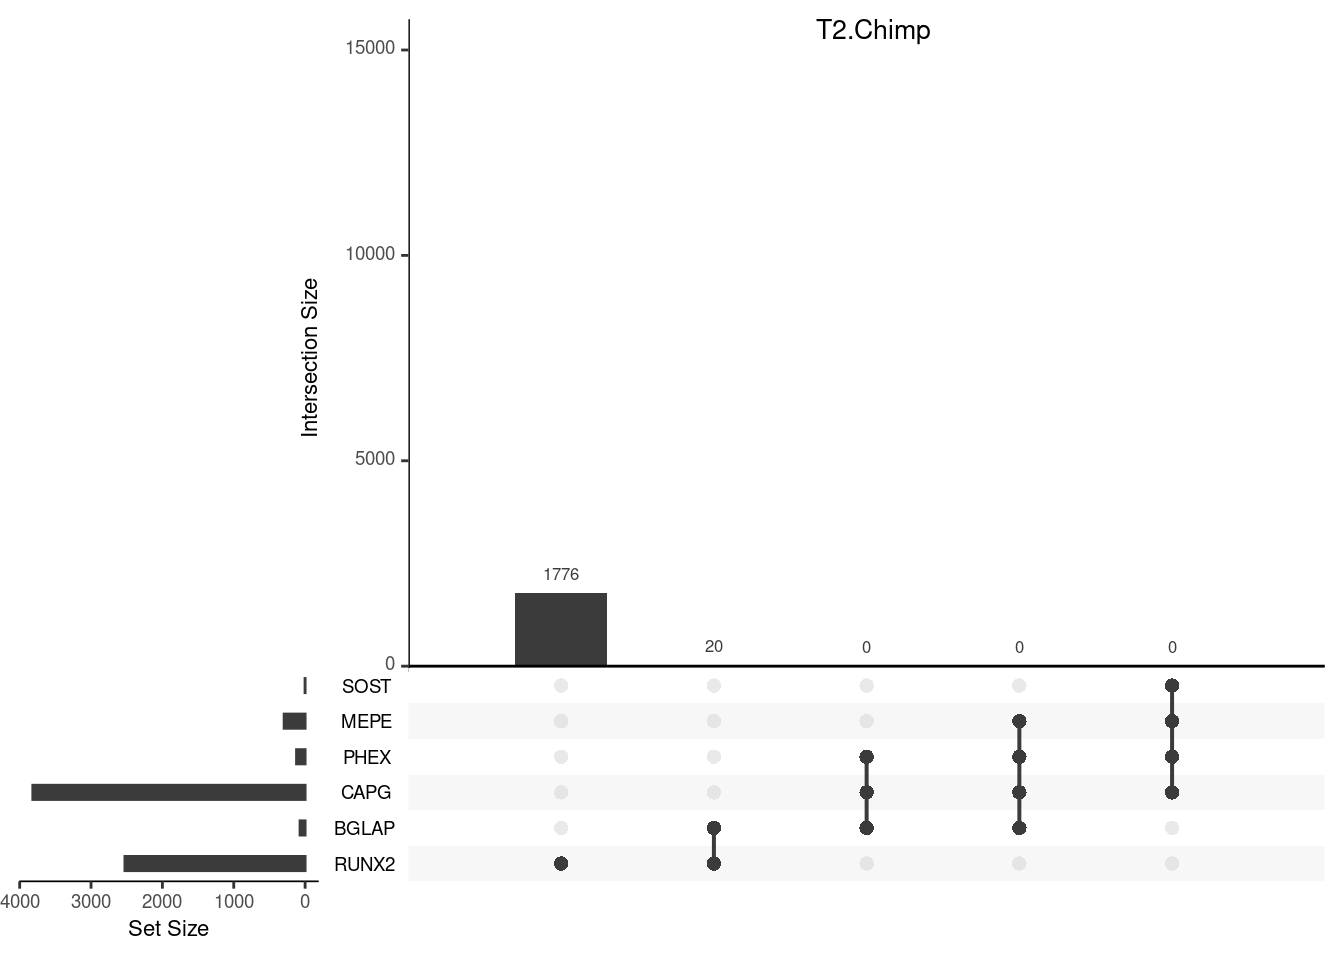 T2.Chimp
15000
10000
5000
0
Intersection Size
1776
20
0
0
0
SOST
MEPE
PHEX
CAPG
BGLAP
RUNX2
4000 3000 2000 1000 0
Set Size